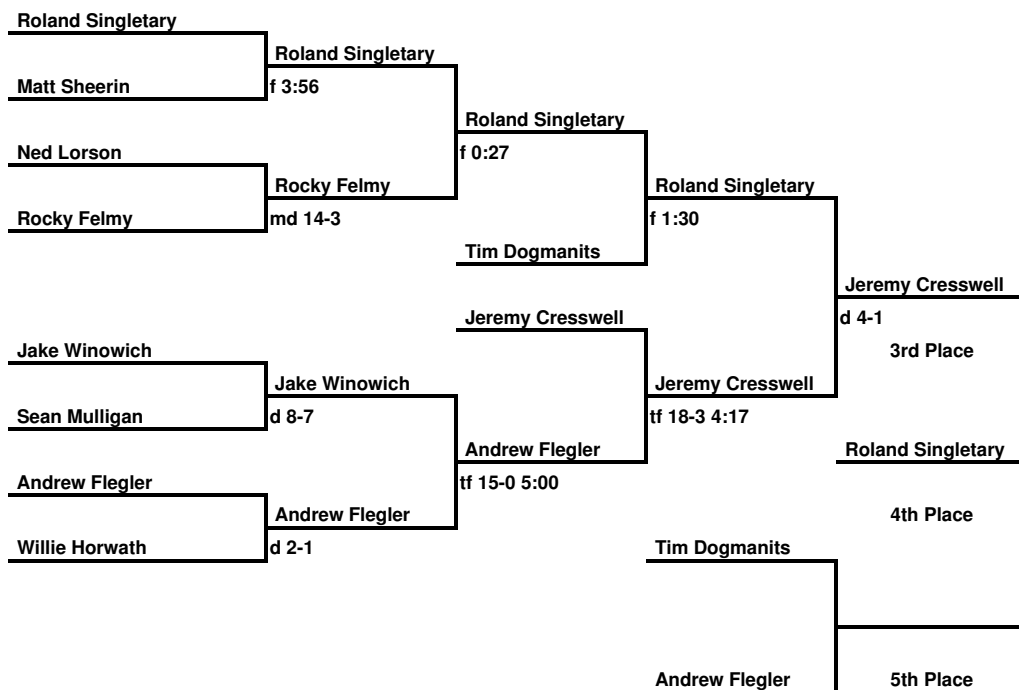 Roland Singletary
Roland Singletary
Matt Sheerin
f 3:56
Roland Singletary
Ned Lorson
f 0:27
Rocky Felmy
Roland Singletary
Rocky Felmy
md 14-3
f 1:30
Tim Dogmanits
Jeremy Cresswell
Jeremy Cresswell
d 4-1
Jake Winowich
3rd Place
Jake Winowich
Jeremy Cresswell
Sean Mulligan
d 8-7
tf 18-3 4:17
Andrew Flegler
Roland Singletary
Andrew Flegler
tf 15-0 5:00
Andrew Flegler
4th Place
Willie Horwath
d 2-1
Tim Dogmanits
Andrew Flegler
5th Place